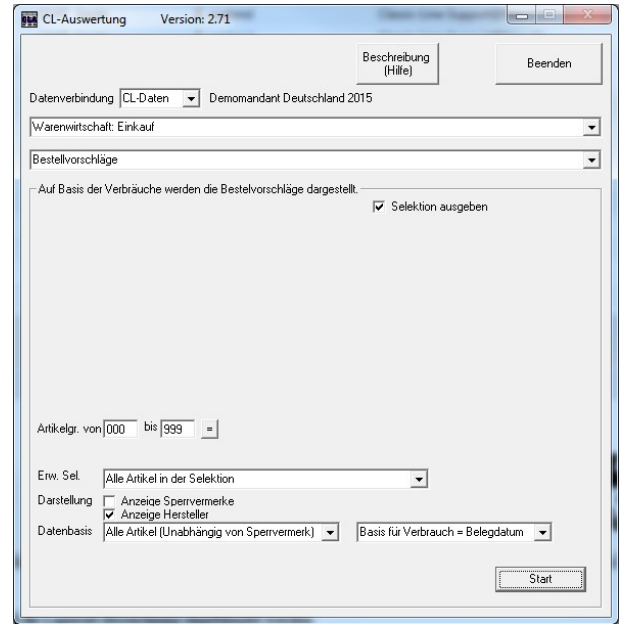 CL-Auswertung Version: 2.71
Beschreibung
(Hilfe)
Beenden
Datenverbindung CL-Daten Demomandant Deutschland 2015
Warenwirtschaft: Einkauf
Bestellvorschläge
Auf Basis der Verbräuche werden die Bestelvorschläge dargestellt.
Selektion ausgeben
Artikelgr. von 000 bis 999 =
Erw. Sel. Alle Artikel in der Selektion
Darstellung Anzeige Sperrvermerke
Anzeige Hersteller
Datenbasis Alle Artikel (Unabhängig von Sperrvermerk) Basis für Verbrauch = Belegdatum
Start